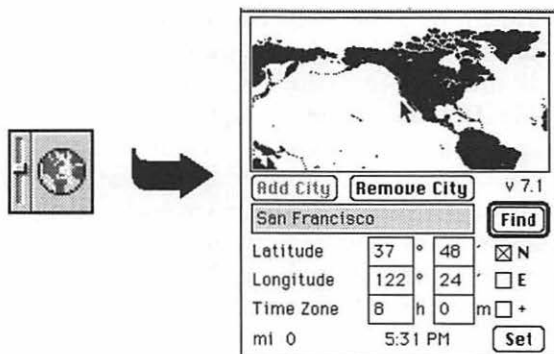 Add City Remove City v 7.1
San Francisco Find
Latitude 37 ° 48 ′ N
Longitude 122 ° 24 ′ E
Time Zone 8 h 0 m +
mi 0 5:31 PM Set